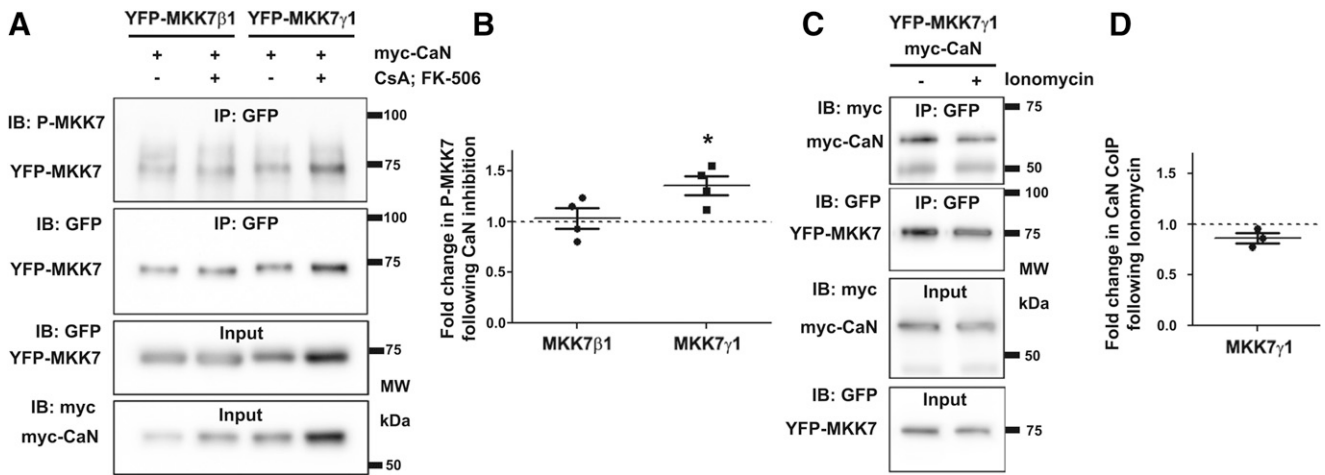 A
YFP-MKK7β1 YFP-MKK7γ1
+ + + + myc-CaN
- + - + CsA; FK-506
IB: P-MKK7
IP: GFP
100
YFP-MKK7
75
IB: GFP
IP: GFP
100
YFP-MKK7
75
IB: GFP
Input
YFP-MKK7
75
MW
IB: myc
Input
kDa
myc-CaN
50
B
Fold change in P-MKK7
following CaN inhibition
1.5
1.0
0.5
0.0
*
MKK7β1 MKK7γ1
C
YFP-MKK7γ1
myc-CaN
- + Ionomycin
IB: myc
IP: GFP
75
myc-CaN
50
IB: GFP
IP: GFP
100
YFP-MKK7
75
MW
IB: myc
Input
kDa
myc-CaN
50
IB: GFP
Input
YFP-MKK7
75
D
Fold change in CaN CoIP
following Ionomycin
1.5
1.0
0.5
0.0
MKK7γ1